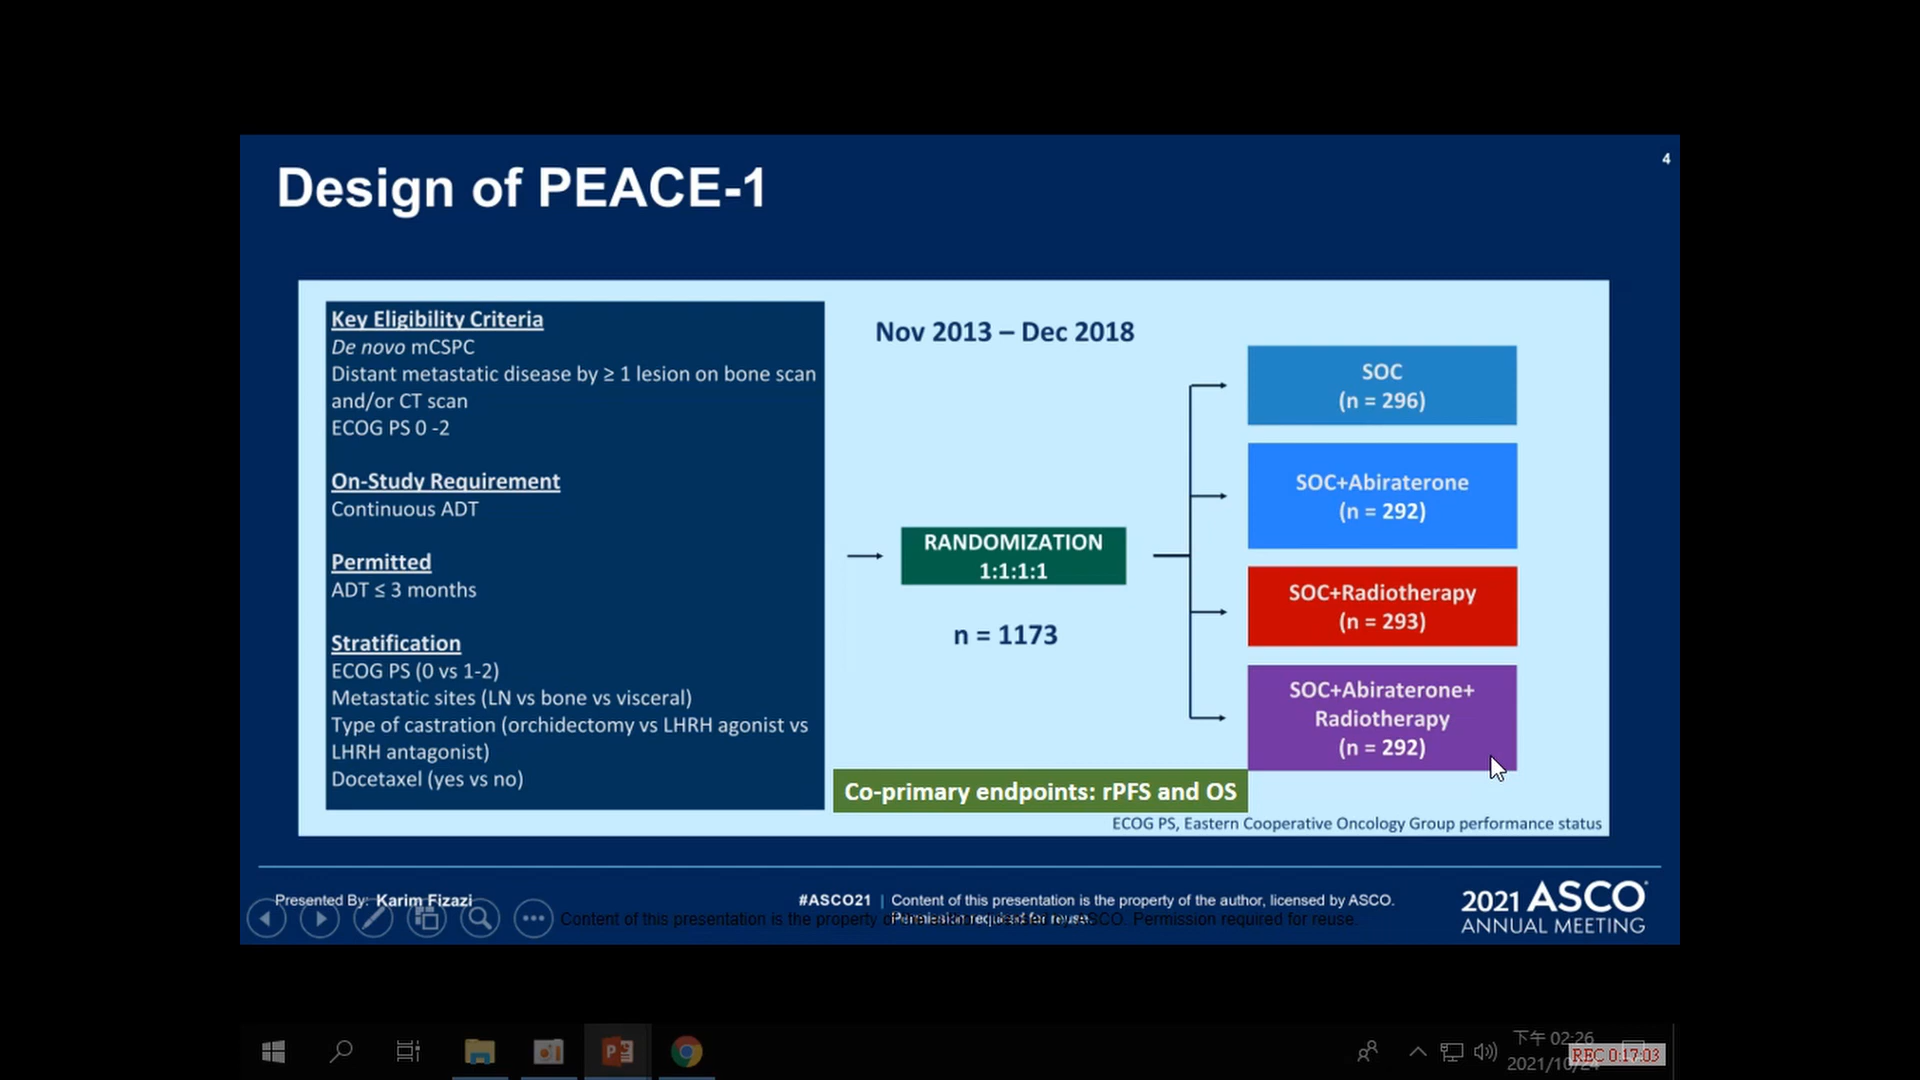 Design of PEACE-1
4
Key Eligibility Criteria
De novo mCSPC
Distant metastatic disease by ≥ 1 lesion on bone scan
and/or CT scan
ECOG PS 0 -2
On-Study Requirement
Continuous ADT
Permitted
ADT ≤ 3 months
Stratification
ECOG PS (0 vs 1-2)
Metastatic sites (LN vs bone vs visceral)
Type of castration (orchidectomy vs LHRH agonist vs
LHRH antagonist)
Docetaxel (yes vs no)
Nov 2013 – Dec 2018
RANDOMIZATION
1:1:1:1
n = 1173
SOC
(n = 296)
SOC+Abiraterone
(n = 292)
SOC+Radiotherapy
(n = 293)
SOC+Abiraterone+
Radiotherapy
(n = 292)
Co-primary endpoints: rPFS and OS
ECOG PS, Eastern Cooperative Oncology Group performance status
Presented By: Karim Fizazi
#ASCO21 | Content of this presentation is the property of the author, licensed by ASCO.
Permission required for reuse.
Content of this presentation is the property of the author, licensed by ASCO. Permission required for reuse.
2021 ASCO
ANNUAL MEETING
下午 02:26
2021/10/24
REC 0:17:03